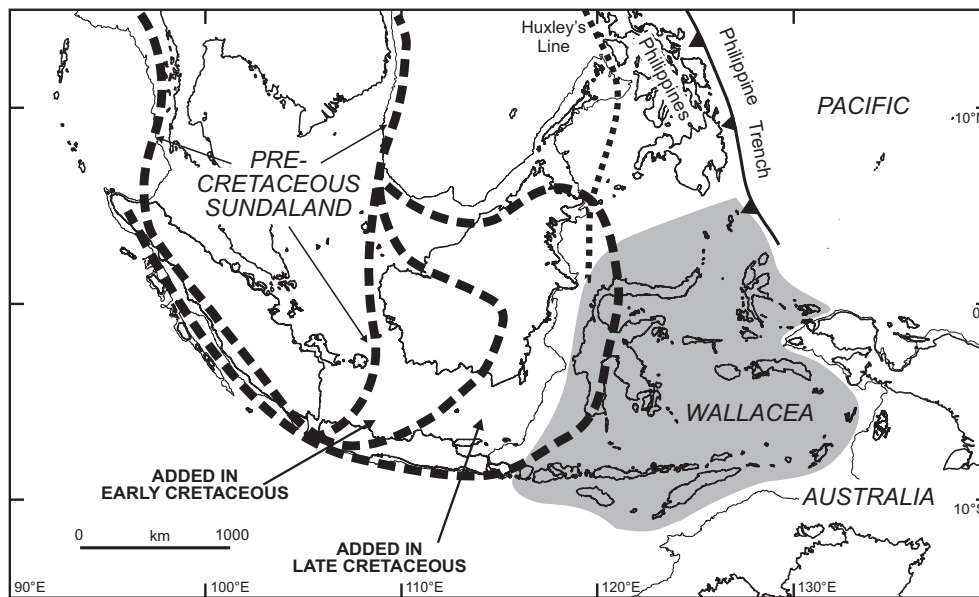 Huxley's
Line
Philippines
Philippine Trench
PACIFIC
10°N
PRE-
CRETACEOUS
SUNDALAND
0
WALLACEA
ADDED IN
EARLY CRETACEOUS
AUSTRALIA
10°S
0 km 1000
ADDED IN
LATE CRETACEOUS
90°E 100°E 110°E 120°E 130°E